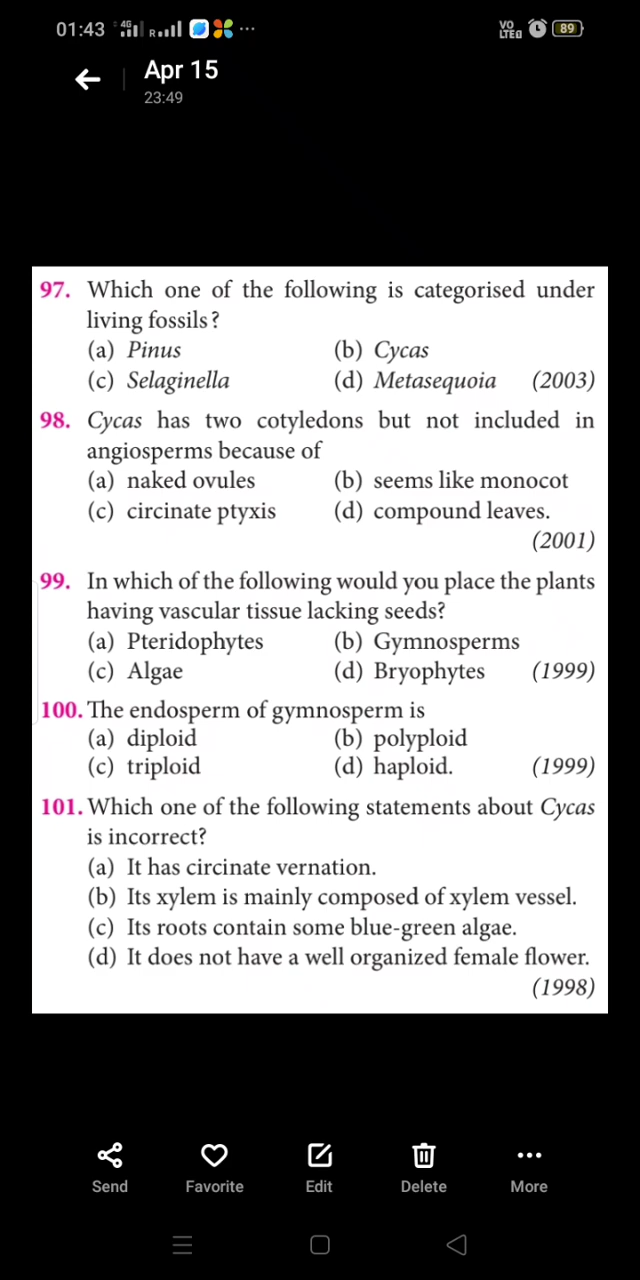 01:43 4G R ... VO LTE 89
Apr 15
23:49
97. Which one of the following is categorised under
living fossils?
(a) Pinus (b) Cycas
(c) Selaginella (d) Metasequoia (2003)
98. Cycas has two cotyledons but not included in
angiosperms because of
(a) naked ovules (b) seems like monocot
(c) circinate ptyxis (d) compound leaves.
(2001)
99. In which of the following would you place the plants
having vascular tissue lacking seeds?
(a) Pteridophytes (b) Gymnosperms
(c) Algae (d) Bryophytes (1999)
100. The endosperm of gymnosperm is
(a) diploid (b) polyploid
(c) triploid (d) haploid. (1999)
101. Which one of the following statements about Cycas
is incorrect?
(a) It has circinate vernation.
(b) Its xylem is mainly composed of xylem vessel.
(c) Its roots contain some blue-green algae.
(d) It does not have a well organized female flower.
(1998)
Send Favorite Edit Delete More